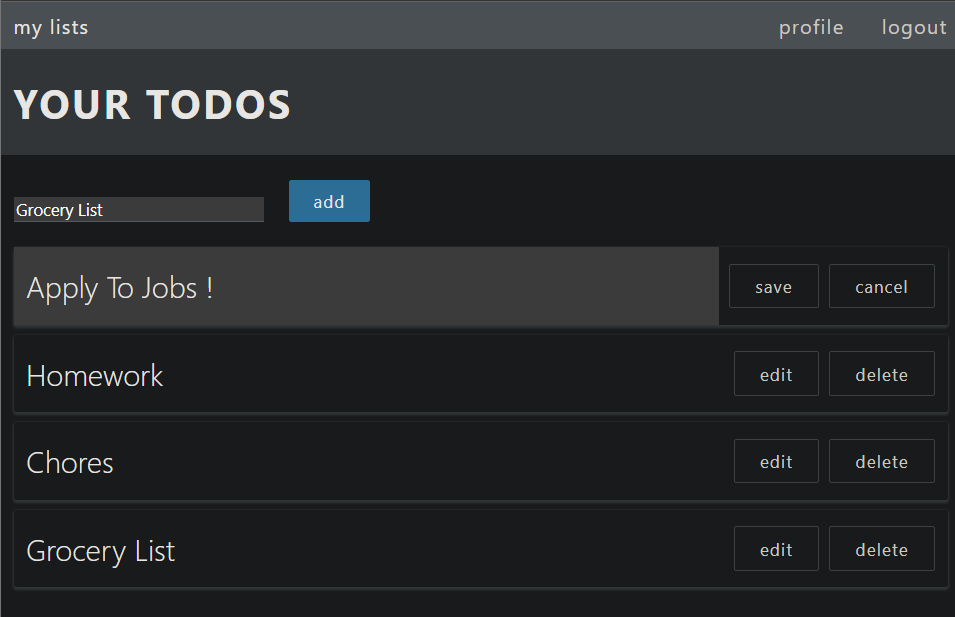 my lists profile logout
YOUR TODOS
Grocery List add
Apply To Jobs ! save cancel
Homework edit delete
Chores edit delete
Grocery List edit delete